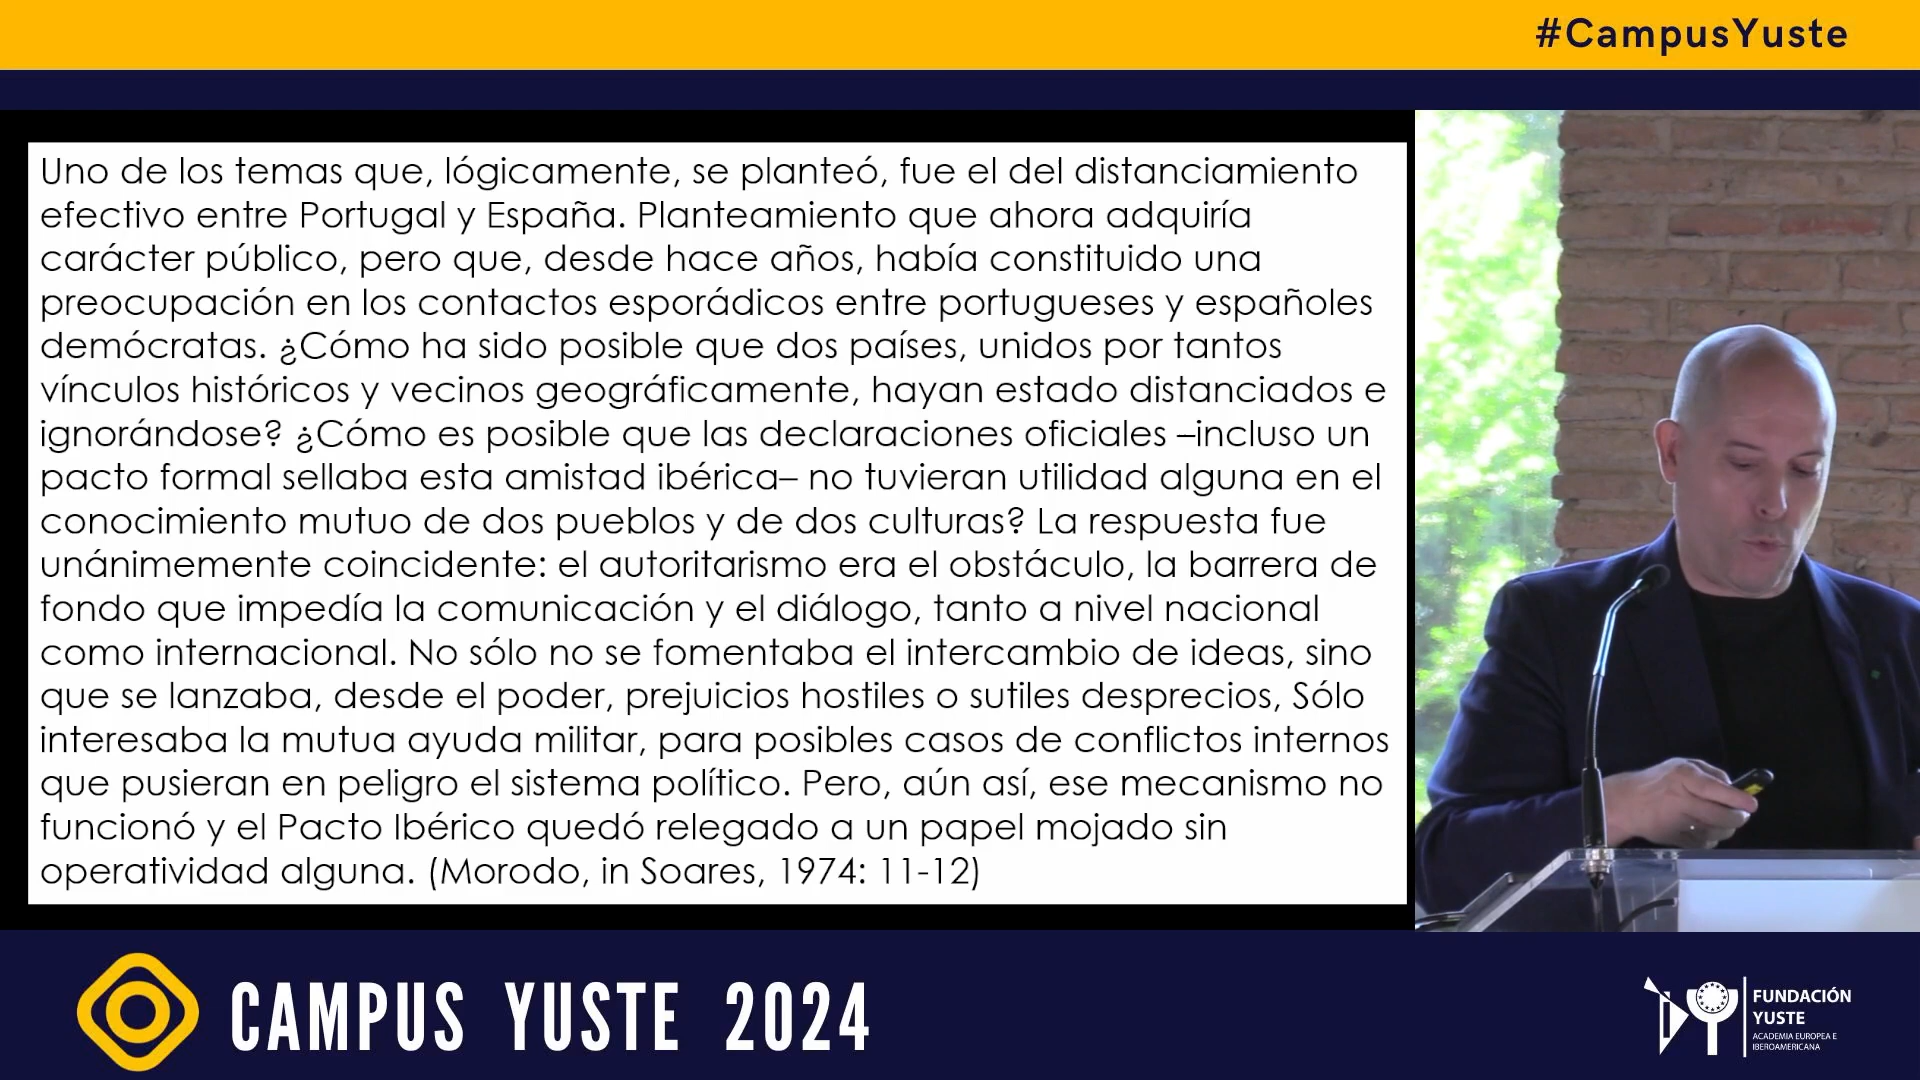 #CampusYuste
Uno de los temas que, lógicamente, se planteó, fue el del distanciamiento
efectivo entre Portugal y España. Planteamiento que ahora adquiría
carácter público, pero que, desde hace años, había constituido una
preocupación en los contactos esporádicos entre portugueses y españoles
demócratas. ¿Cómo ha sido posible que dos países, unidos por tantos
vínculos históricos y vecinos geográficamente, hayan estado distanciados e
ignorándose? ¿Cómo es posible que las declaraciones oficiales –incluso un
pacto formal sellaba esta amistad ibérica– no tuvieran utilidad alguna en el
conocimiento mutuo de dos pueblos y de dos culturas? La respuesta fue
unánimemente coincidente: el autoritarismo era el obstáculo, la barrera de
fondo que impedía la comunicación y el diálogo, tanto a nivel nacional
como internacional. No sólo no se fomentaba el intercambio de ideas, sino
que se lanzaba, desde el poder, prejuicios hostiles o sutiles desprecios, Sólo
interesaba la mutua ayuda militar, para posibles casos de conflictos internos
que pusieran en peligro el sistema político. Pero, aún así, ese mecanismo no
funcionó y el Pacto Ibérico quedó relegado a un papel mojado sin
operatividad alguna. (Morodo, in Soares, 1974: 11-12)
CAMPUS YUSTE 2024
FUNDACIÓN
YUSTE
ACADEMIA EUROPEA E
IBEROAMERICANA